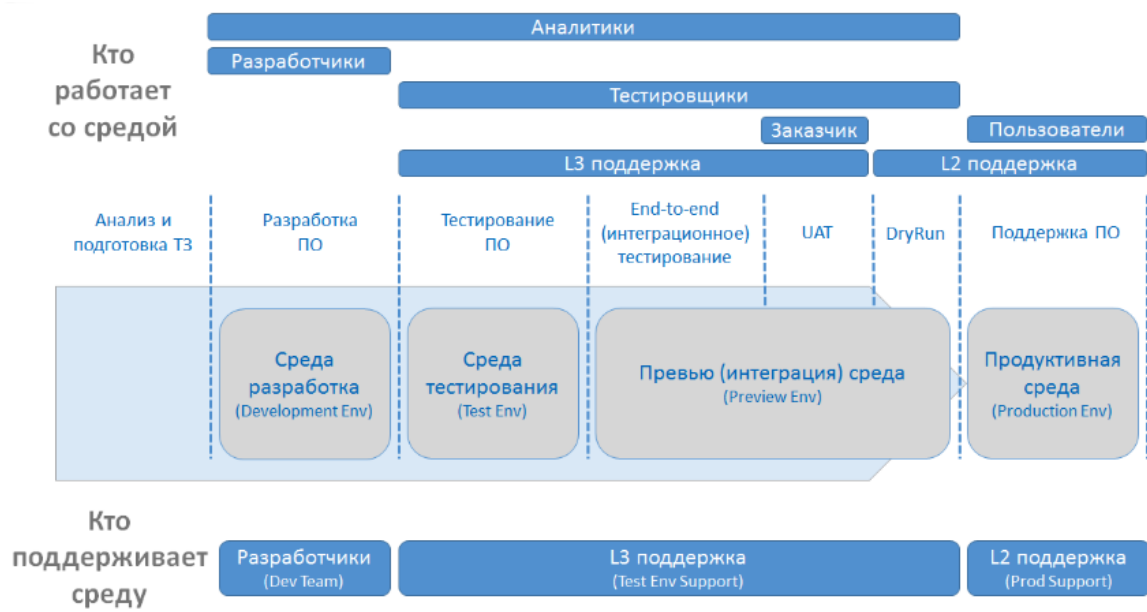 Кто
работает
со средой
Аналитики
Разработчики
Тестировщики
Заказчик
Пользователи
L3 поддержка
L2 поддержка
Анализ и
подготовка ТЗ
Разработка
ПО
Тестирование
ПО
End-to-end
(интеграционное)
тестирование
UAT
DryRun
Поддержка ПО
Среда
разработка
(Development Env)
Среда
тестирования
(Test Env)
Превью (интеграция) среда
(Preview Env)
Продуктивная
среда
(Production Env)
Кто
поддерживает
среду
Разработчики
(Dev Team)
L3 поддержка
(Test Env Support)
L2 поддержка
(Prod Support)